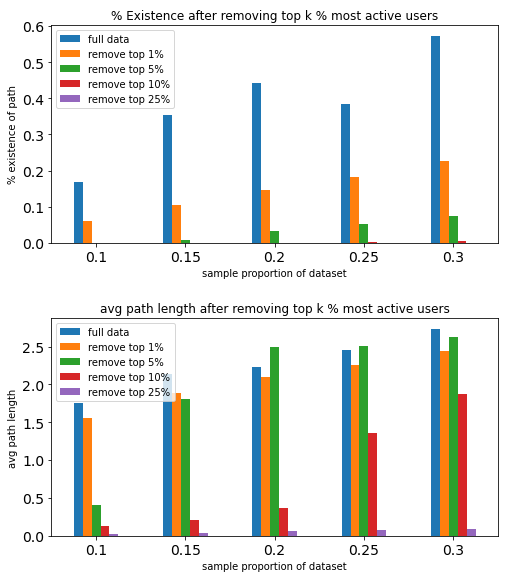 % Existence after removing top k % most active users
0.6
0.5
0.4
0.3
0.2
0.1
0.0
% existence of path
full data
remove top 1%
remove top 5%
remove top 10%
remove top 25%
0.1 0.15 0.2 0.25 0.3
sample proportion of dataset
avg path length after removing top k % most active users
2.5
2.0
1.5
1.0
0.5
0.0
avg path length
full data
remove top 1%
remove top 5%
remove top 10%
remove top 25%
0.1 0.15 0.2 0.25 0.3
sample proportion of dataset